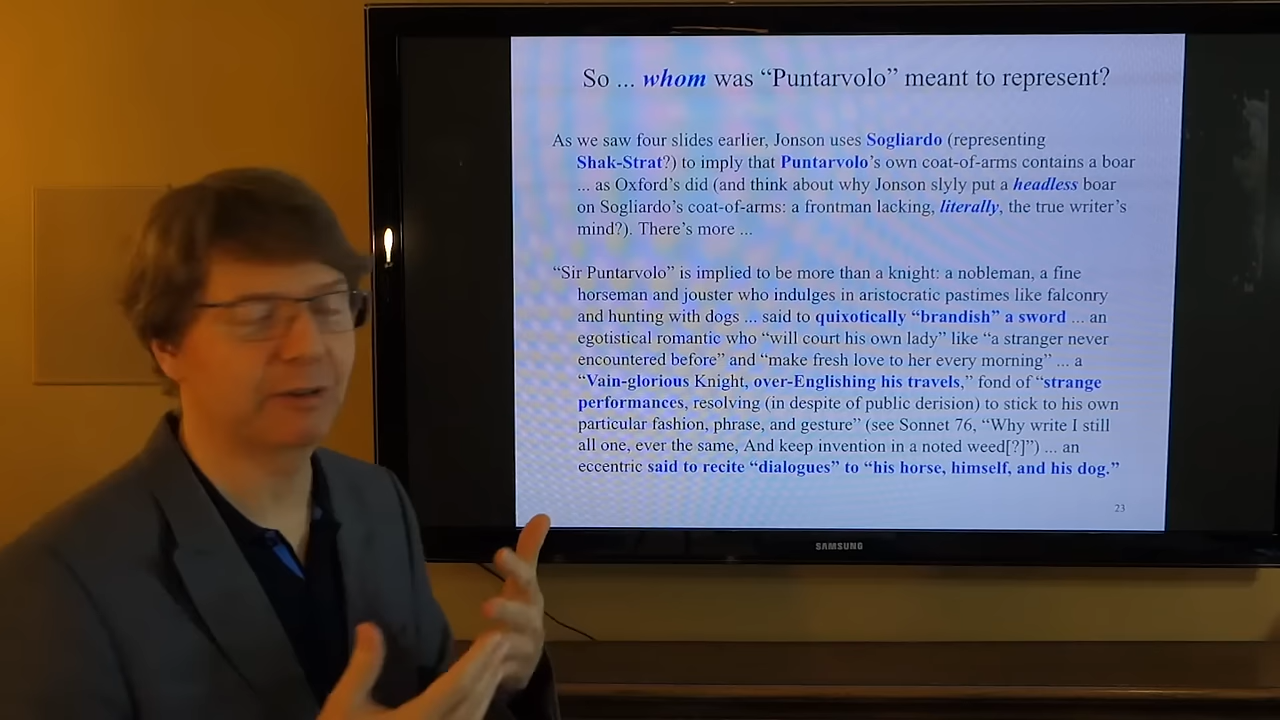 So ... whom was “Puntarvolo” meant to represent?
As we saw four slides earlier, Jonson uses Sogliardo (representing
Shak-Strat?) to imply that Puntarvolo’s own coat-of-arms contains a boar
... as Oxford’s did (and think about why Jonson slyly put a headless boar
on Sogliardo’s coat-of-arms: a frontman lacking, literally, the true writer’s
mind?). There’s more ...
“Sir Puntarvolo” is implied to be more than a knight: a nobleman, a fine
horseman and jouster who indulges in aristocratic pastimes like falconry
and hunting with dogs ... said to quixotically “brandish” a sword ... an
egotistical romantic who “will court his own lady” like “a stranger never
encountered before” and “make fresh love to her every morning” ... a
“Vain-glorious Knight, over-Englishing his travels,” fond of “strange
performances, resolving (in despite of public derision) to stick to his own
particular fashion, phrase, and gesture” (see Sonnet 76, “Why write I still
all one, ever the same, And keep invention in a noted weed[?]”) ... an
eccentric said to recite “dialogues” to “his horse, himself, and his dog.”
23
SAMSUNG